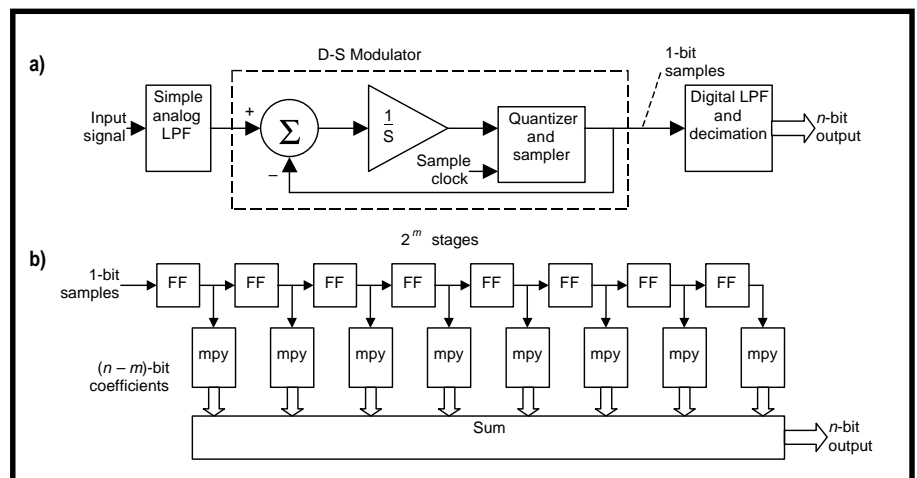 a)
D-S Modulator
1-bit
samples
Input
signal
Simple
analog
LPF
+
Σ
–
1
S
Quantizer
and
sampler
Sample
clock
Digital LPF
and
decimation
n-bit
output
2^m stages
b)
1-bit
samples
FF FF FF FF FF FF FF FF
mpy mpy mpy mpy mpy mpy mpy mpy
(n – m)-bit
coefficients
Sum
n-bit
output